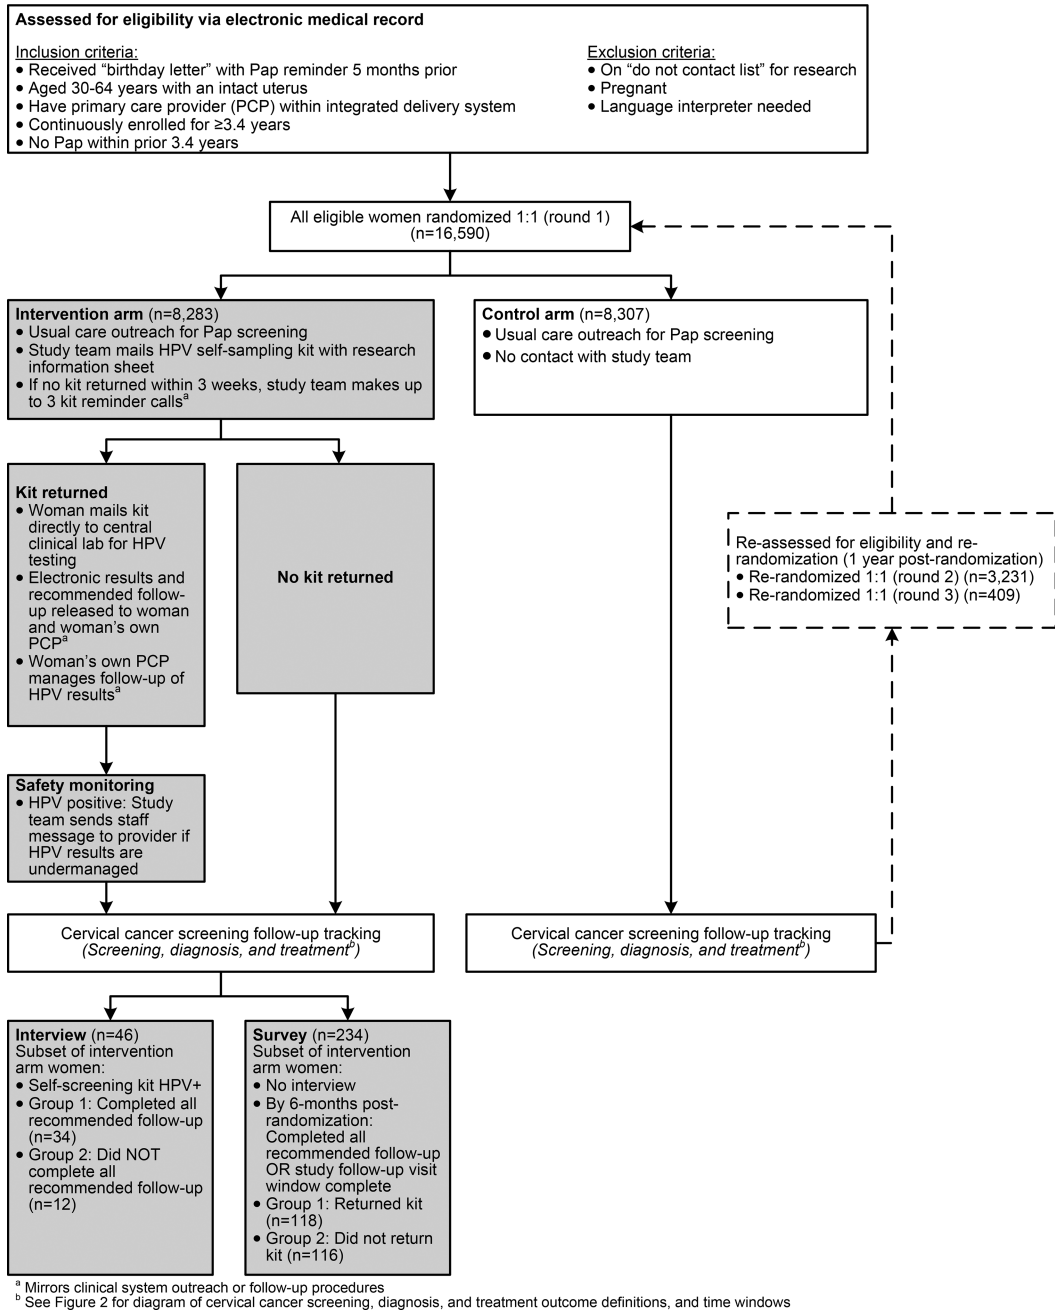 Assessed for eligibility via electronic medical record
Inclusion criteria:
• Received “birthday letter” with Pap reminder 5 months prior
• Aged 30-64 years with an intact uterus
• Have primary care provider (PCP) within integrated delivery system
• Continuously enrolled for ≥3.4 years
• No Pap within prior 3.4 years
Exclusion criteria:
• On “do not contact list” for research
• Pregnant
• Language interpreter needed
All eligible women randomized 1:1 (round 1)
(n=16,590)
Intervention arm (n=8,283)
• Usual care outreach for Pap screening
• Study team mails HPV self-sampling kit with research
information sheet
• If no kit returned within 3 weeks, study team makes up
to 3 kit reminder calls^a
Control arm (n=8,307)
• Usual care outreach for Pap screening
• No contact with study team
Kit returned
• Woman mails kit
directly to central
clinical lab for HPV
testing
• Electronic results and
recommended follow-
up released to woman
and woman’s own
PCP^a
• Woman’s own PCP
manages follow-up of
HPV results^a
No kit returned
Re-assessed for eligibility and re-
randomization (1 year post-randomization)
• Re-randomized 1:1 (round 2) (n=3,231)
• Re-randomized 1:1 (round 3) (n=409)
Safety monitoring
• HPV positive: Study
team sends staff
message to provider if
HPV results are
undermanaged
Cervical cancer screening follow-up tracking
(Screening, diagnosis, and treatment^b)
Cervical cancer screening follow-up tracking
(Screening, diagnosis, and treatment^b)
Interview (n=46)
Subset of intervention
arm women:
• Self-screening kit HPV+
• Group 1: Completed all
recommended follow-up
(n=34)
• Group 2: Did NOT
complete all
recommended follow-up
(n=12)
Survey (n=234)
Subset of intervention
arm women:
• No interview
• By 6-months post-
randomization:
Completed all
recommended follow-up
OR study follow-up visit
window complete
• Group 1: Returned kit
(n=118)
• Group 2: Did not return
kit (n=116)
^a Mirrors clinical system outreach or follow-up procedures
^b See Figure 2 for diagram of cervical cancer screening, diagnosis, and treatment outcome definitions, and time windows